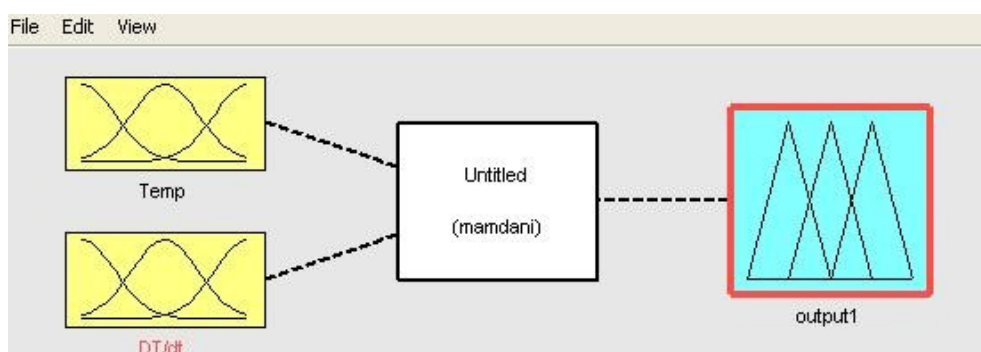 File Edit View
Temp
Untitled
(mamdani)
output1
DT/dt